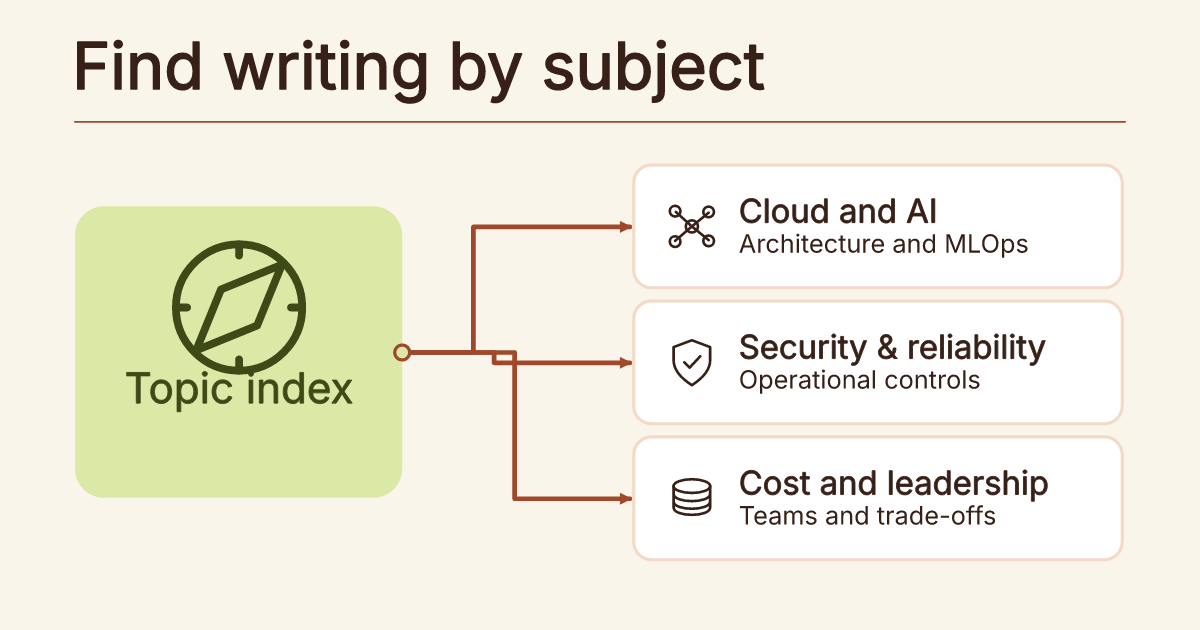 Find writing by subject
Topic index
Cloud and AI
Architecture and MLOps
Security & reliability
Operational controls
Cost and leadership
Teams and trade-offs